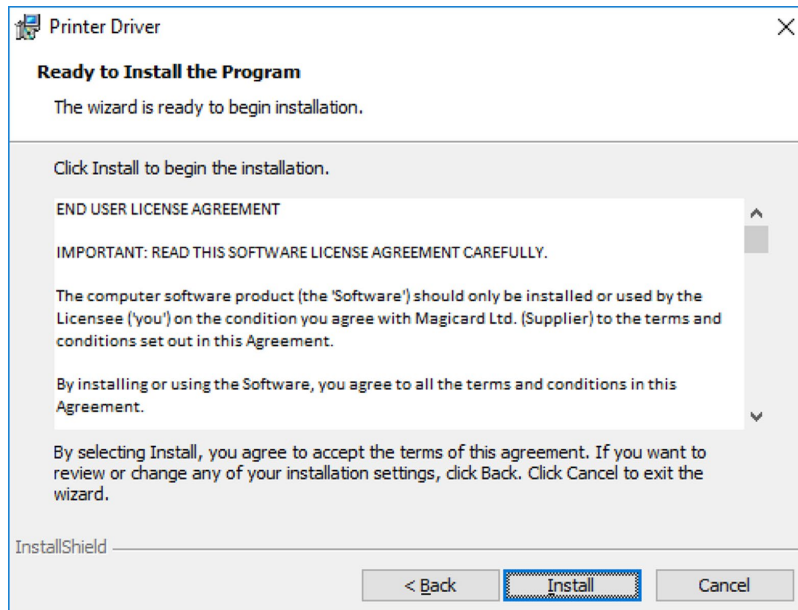 Printer Driver
Ready to Install the Program
The wizard is ready to begin installation.
Click Install to begin the installation.
END USER LICENSE AGREEMENT
IMPORTANT: READ THIS SOFTWARE LICENSE AGREEMENT CAREFULLY.
The computer software product (the 'Software') should only be installed or used by the
Licensee ('you') on the condition you agree with Magicard Ltd. (Supplier) to the terms and
conditions set out in this Agreement.
By installing or using the Software, you agree to all the terms and conditions in this
Agreement.
By selecting Install, you agree to accept the terms of this agreement. If you want to
review or change any of your installation settings, click Back. Click Cancel to exit the
wizard.
InstallShield
< Back Install Cancel